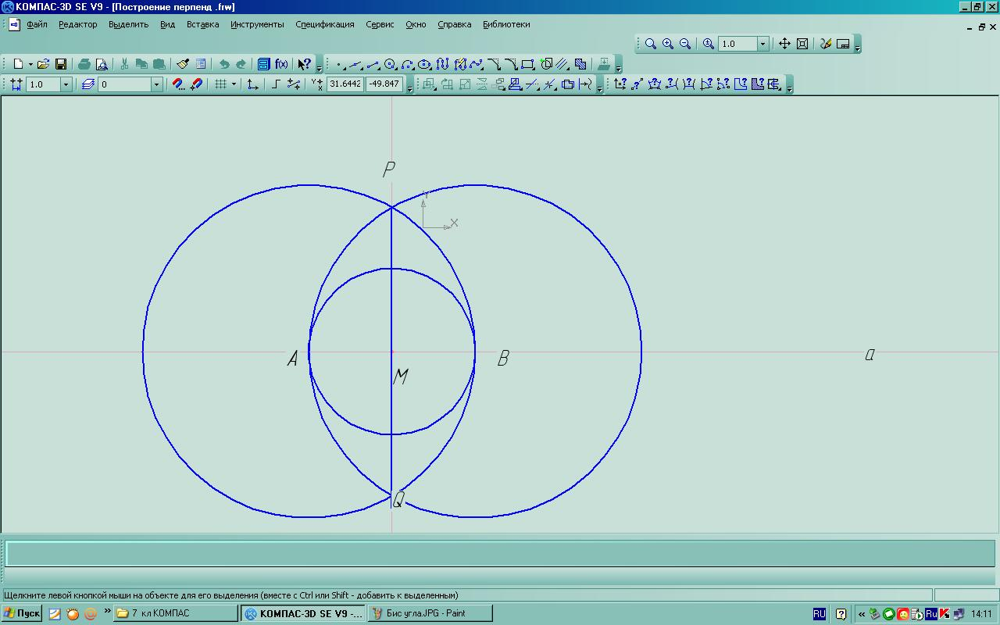 КОМПАС-3D SE V9 - [Построение перпенд .frw]
Файл Редактор Выделить Вид Вставка Инструменты Спецификация Сервис Окно Справка Библиотеки
1.0
f(x)
1.0 0 31.6442 -49.847
P
Y
X
A B a
M
Q
Щелкните левой кнопкой мыши на объекте для его выделения (вместе с Ctrl или Shift - добавить к выделенным)
Пуск » 7 кл КОМПАС КОМПАС-3D SE V9 -... Бис угла.JPG - Paint RU « Ru 14:11